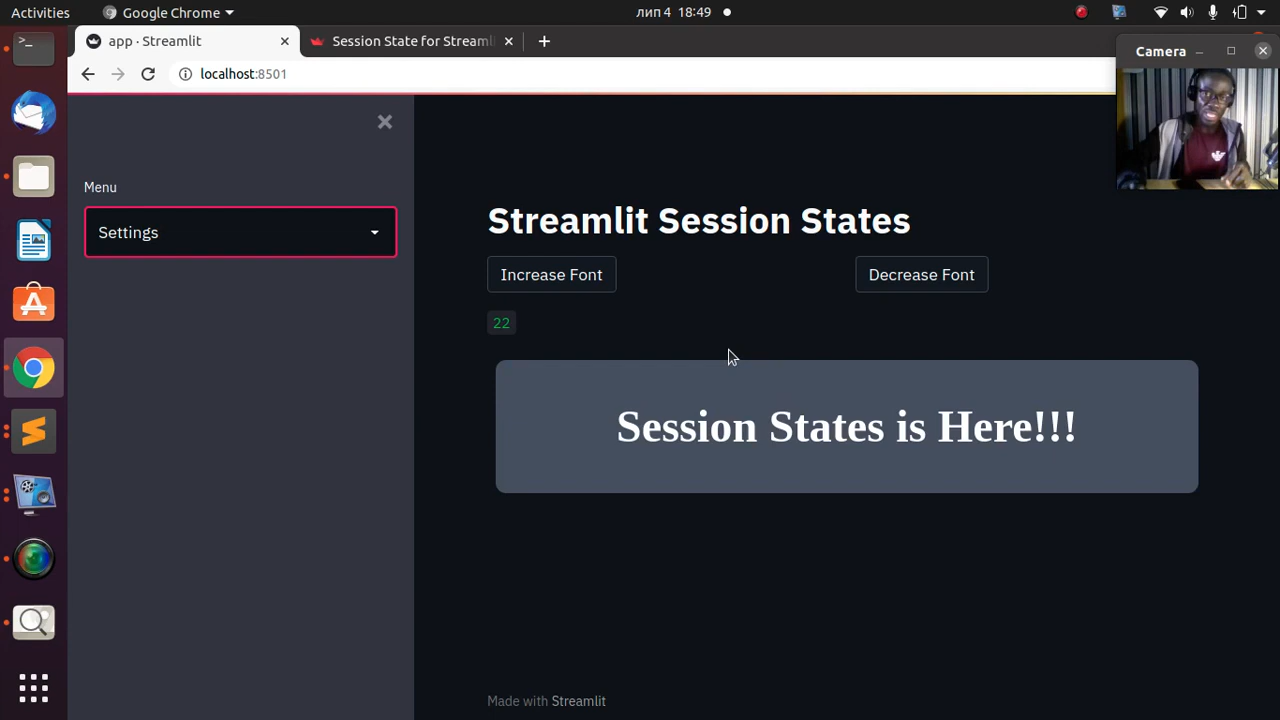 Activities
Google Chrome
лип 4 18:49
app · Streamlit
Session State for Streaml
localhost:8501
Camera
Menu
Settings
Streamlit Session States
Increase Font
Decrease Font
22
Session States is Here!!!
Made with Streamlit